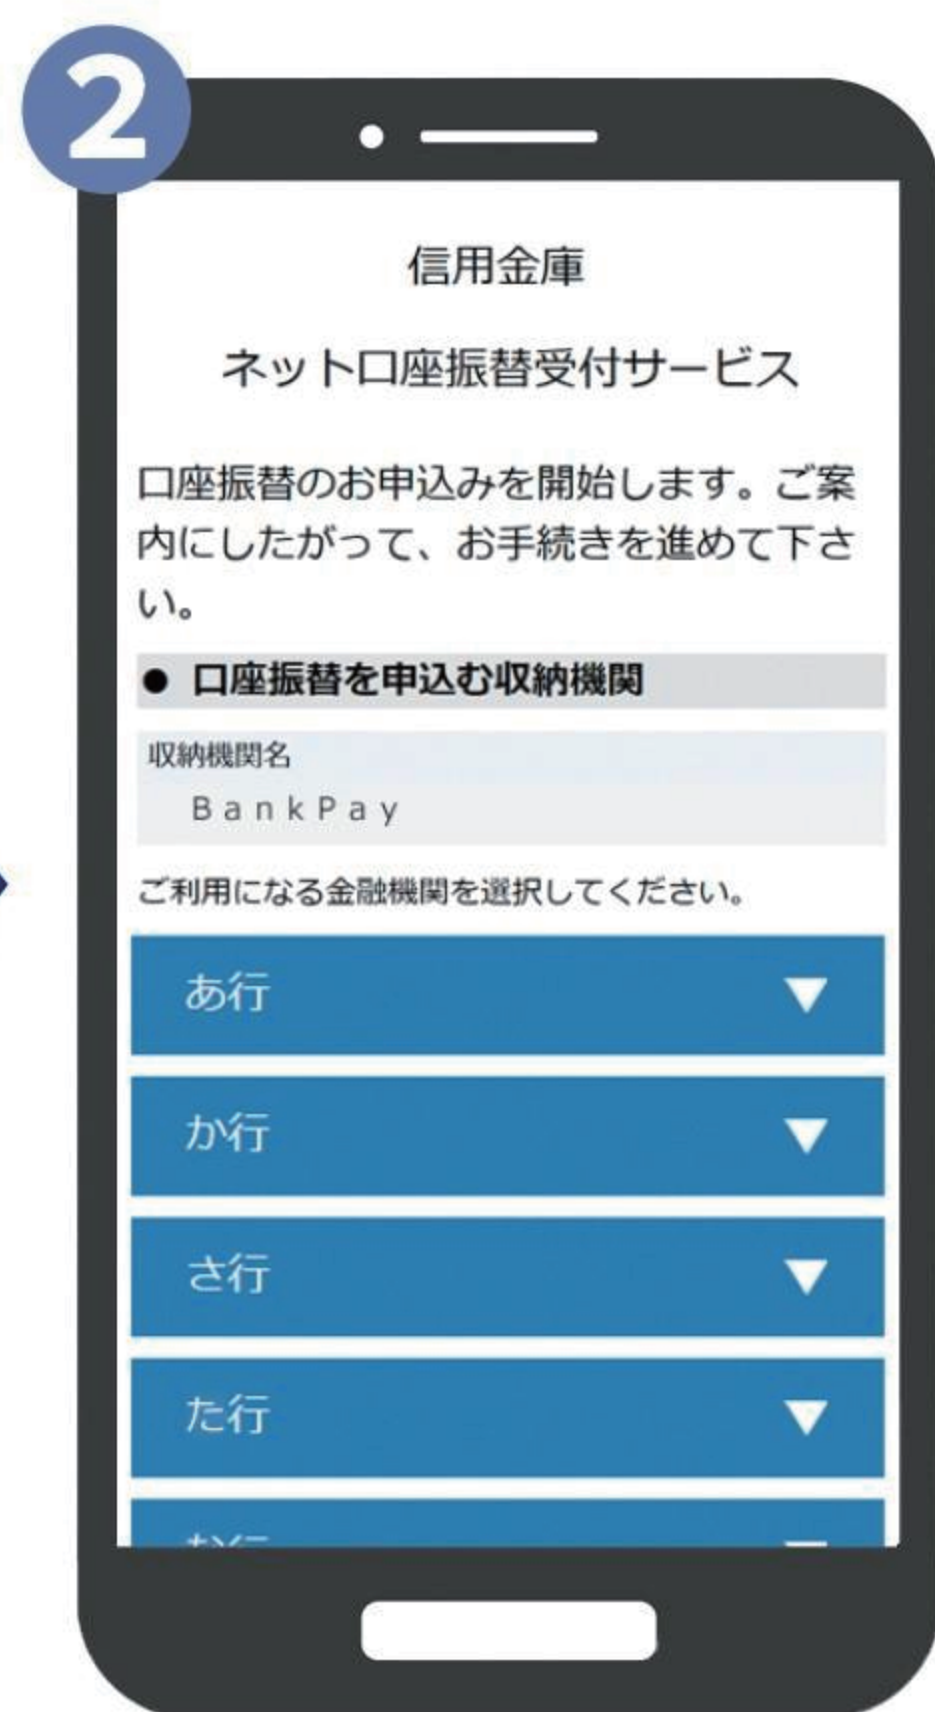 2
信用金庫
ネット口座振替受付サービス
口座振替のお申込みを開始します。ご案
内にしたがって、お手続きを進めて下さ
い。
● 口座振替を申込む収納機関
収納機関名
BankPay
ご利用になる金融機関を選択してください。
あ行
か行
さ行
た行